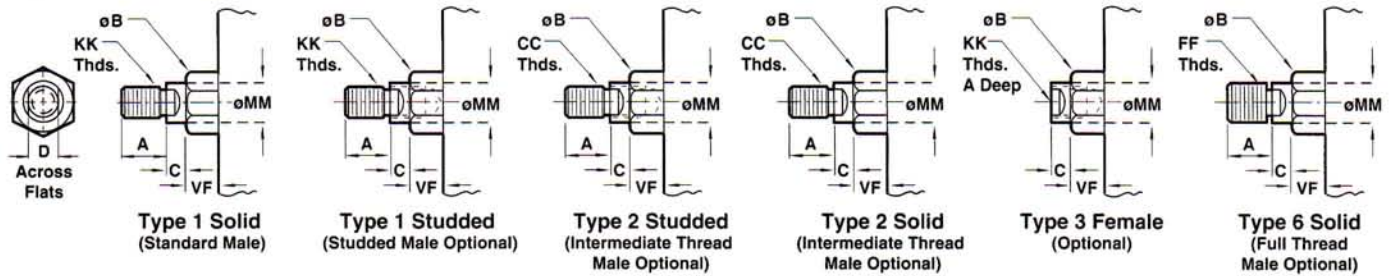 øB
KK
Thds.
øMM
D
Across
Flats
A
C
VF
Type 1 Solid
(Standard Male)
øB
KK
Thds.
øMM
A
C
VF
Type 1 Studded
(Studded Male Optional)
øB
CC
Thds.
øMM
A
C
VF
Type 2 Studded
(Intermediate Thread
Male Optional)
øB
CC
Thds.
øMM
A
C
VF
Type 2 Solid
(Intermediate Thread
Male Optional)
øB
KK
Thds.
A Deep
øMM
C
VF
Type 3 Female
(Optional)
øB
FF
Thds.
øMM
A
C
VF
Type 6 Solid
(Full Thread
Male Optional)